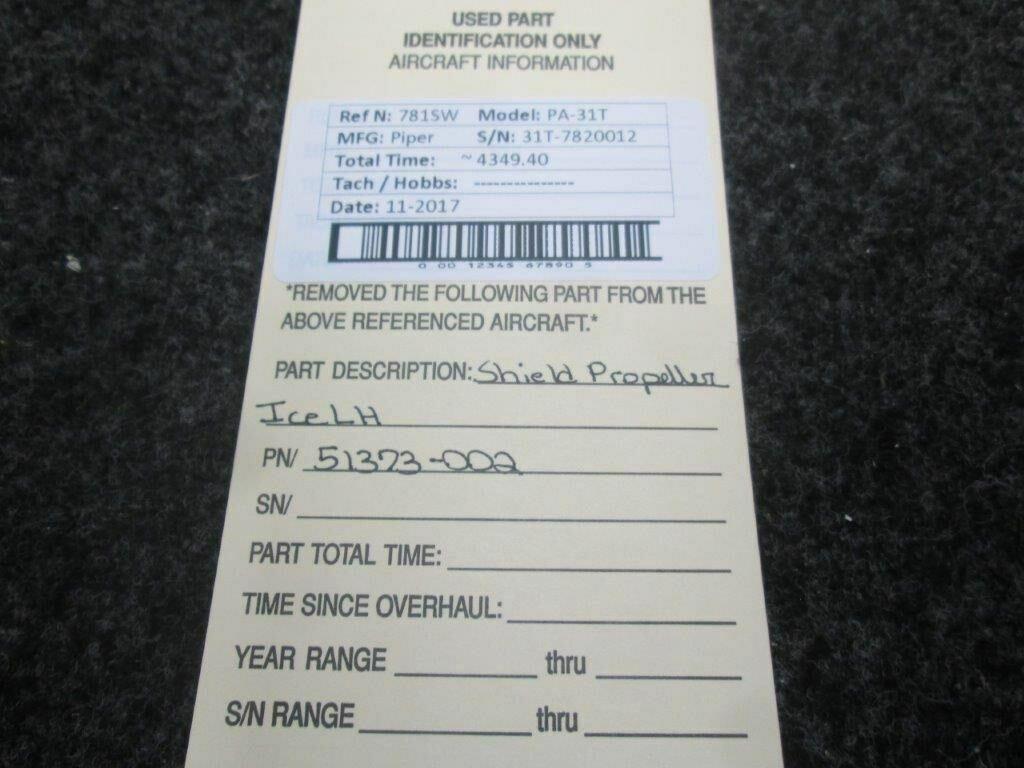 USED PART
IDENTIFICATION ONLY
AIRCRAFT INFORMATION
Ref N: 781SW Model: PA-31T
MFG: Piper S/N: 31T-7820012
Total Time: ~ 4349.40
Tach / Hobbs: ---------------
Date: 11-2017
0 00 12345 67890 5
*REMOVED THE FOLLOWING PART FROM THE
ABOVE REFERENCED AIRCRAFT.*
PART DESCRIPTION: Shield Propeller
Ice LH
PN/ 51373-002
SN/
PART TOTAL TIME:
TIME SINCE OVERHAUL:
YEAR RANGE thru
S/N RANGE thru